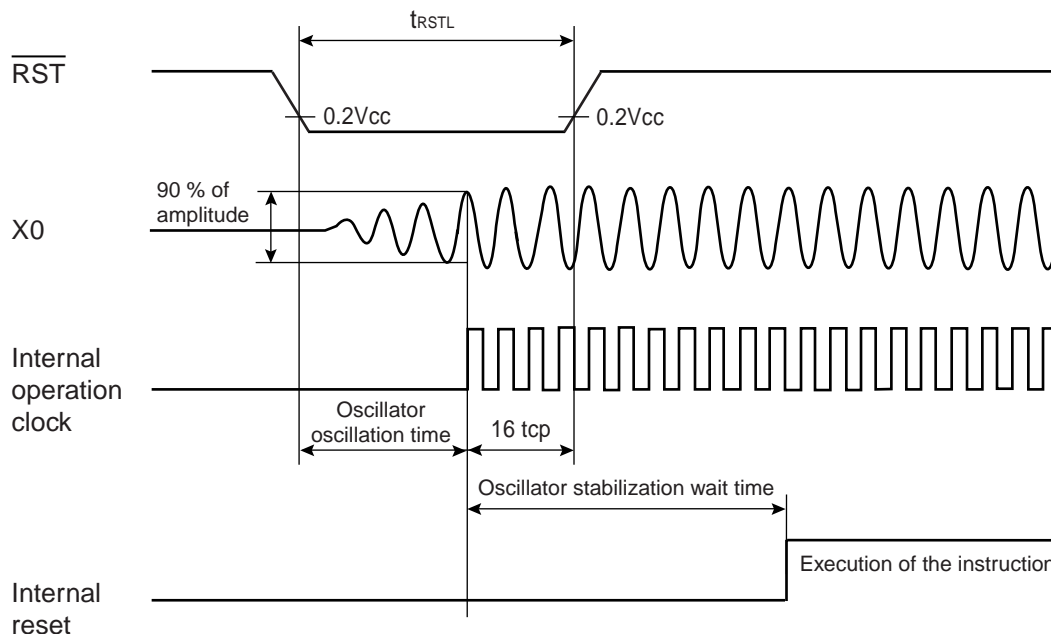 tRSTL
RST
0.2Vcc
0.2Vcc
90 % of
amplitude
X0
Internal
operation
clock
Oscillator
oscillation time
16 tcp
Oscillator stabilization wait time
Execution of the instruction
Internal
reset